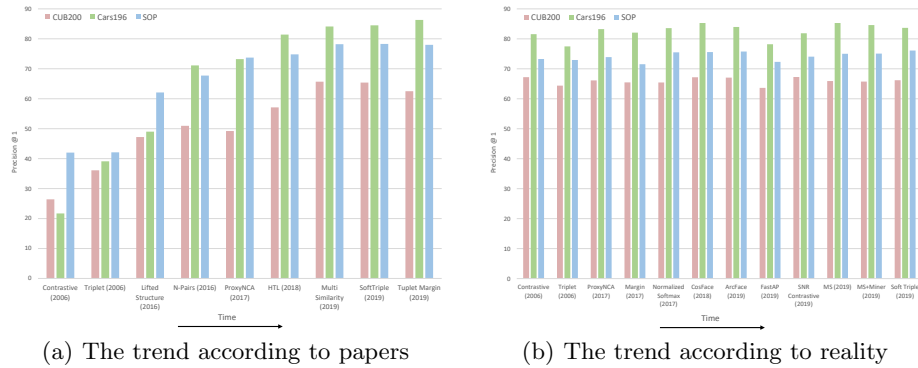 CUB200 Cars196 SOP
100
90
80
70
60
50
40
30
20
10
0
Precision @ 1
Contrastive (2006)
Triplet (2006)
Lifted Structure (2016)
N-Pairs (2016)
ProxyNCA (2017)
HTL (2018)
Multi Similarity (2019)
SoftTriple (2019)
Tuplet Margin (2019)
Time
(a) The trend according to papers
CUB200 Cars196 SOP
100
90
80
70
60
50
40
30
20
10
0
Precision @ 1
Contrastive (2006)
Triplet (2006)
ProxyNCA (2017)
Margin (2017)
Normalized Softmax (2017)
CosFace (2018)
ArcFace (2019)
FastAP (2019)
SNR Contrastive (2019)
MS (2019)
MS+Miner (2019)
Soft Triple (2019)
Time
(b) The trend according to reality